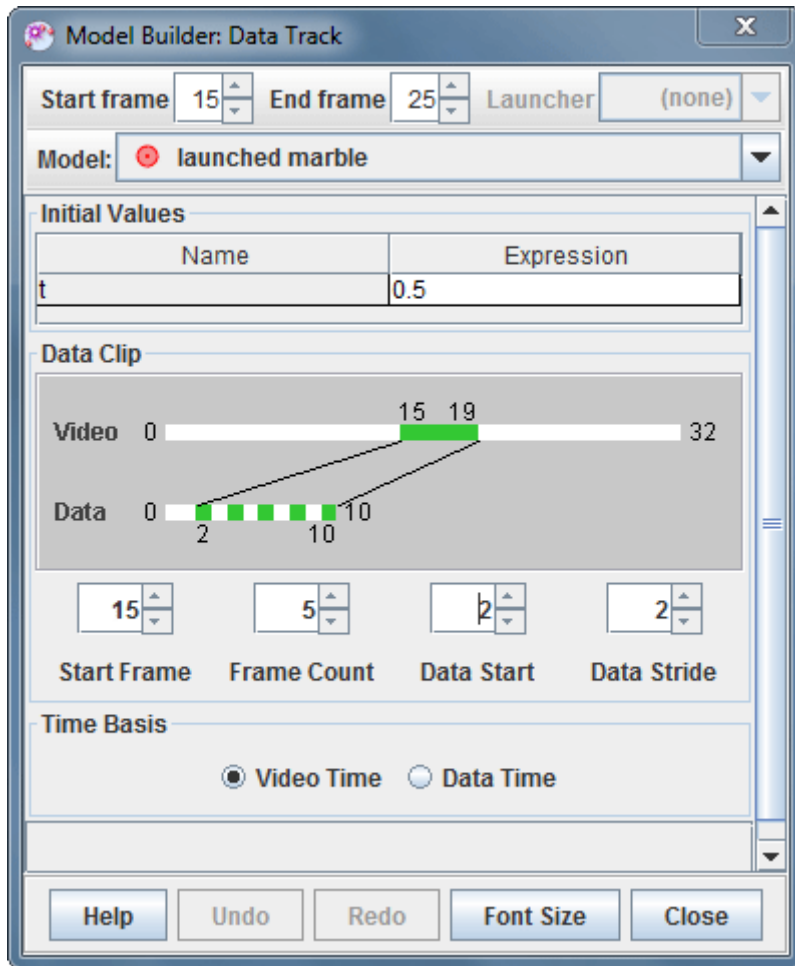 Model Builder: Data Track
Start frame 15 End frame 25 Launcher (none)
Model: launched marble
Initial Values
Name Expression
t 0.5
Data Clip
15 19
Video 0 32
Data 0 10
2 10
15 5 2 2
Start Frame Frame Count Data Start Data Stride
Time Basis
Video Time Data Time
Help Undo Redo Font Size Close